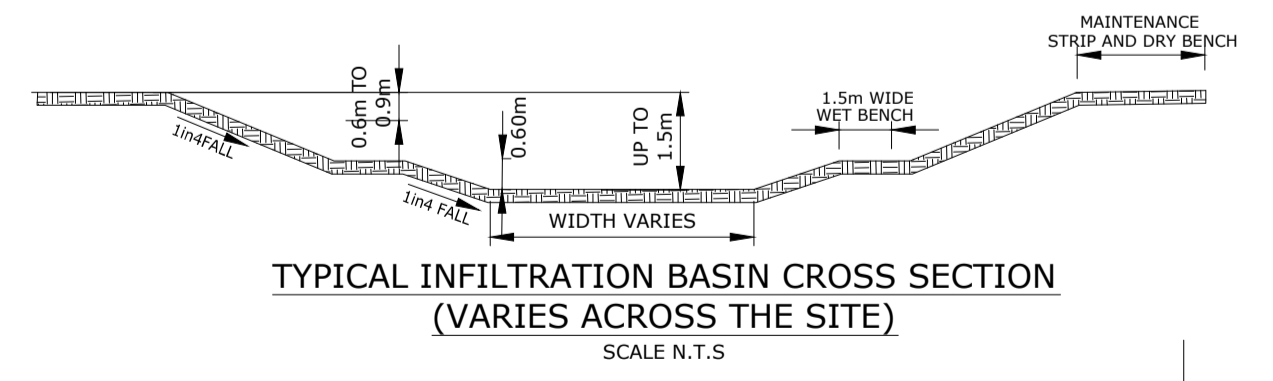 MAINTENANCE
STRIP AND DRY BENCH
0.6m TO
0.9m
0.60m
UP TO
1.5m
1.5m WIDE
WET BENCH
1in4FALL
1in4 FALL
WIDTH VARIES
TYPICAL INFILTRATION BASIN CROSS SECTION
(VARIES ACROSS THE SITE)
SCALE N.T.S